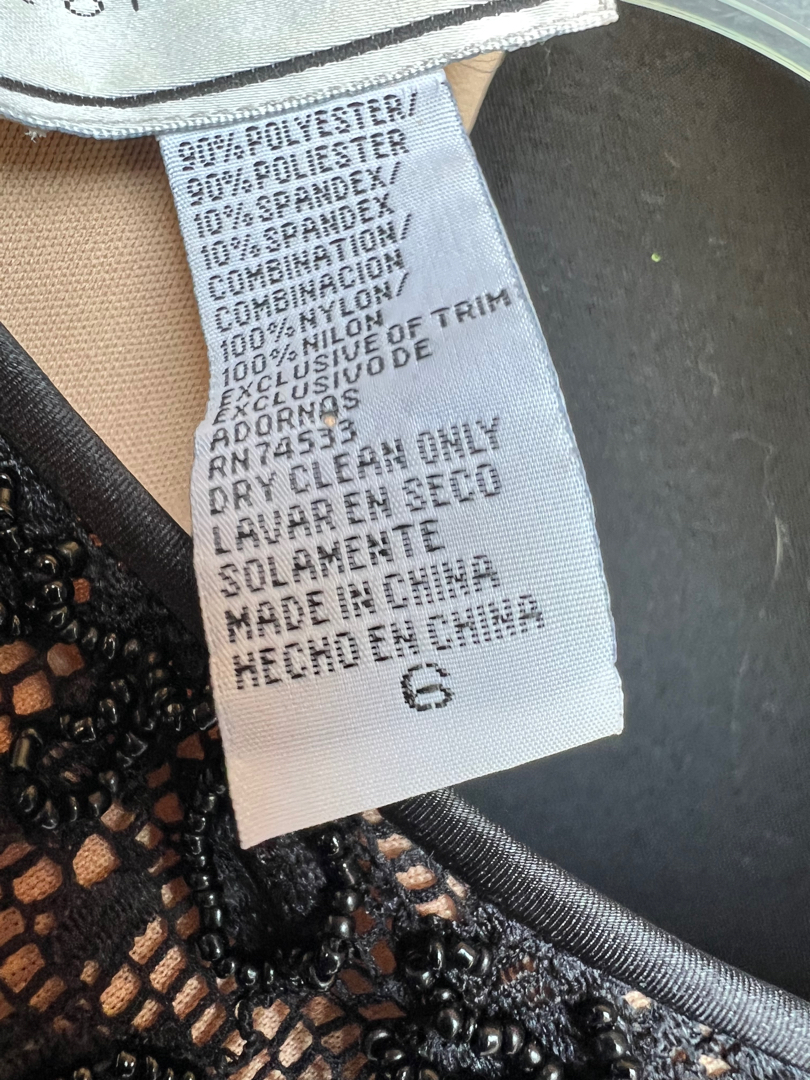 90% POLYESTER/
90% POLIESTER
10% SPANDEX/
10% SPANDEX
COMBINATION/
COMBINACION
100% NYLON/
100% NILON
EXCLUSIVE OF TRIM
EXCLUSIVO DE
ADORNAS
RN 74533
DRY CLEAN ONLY
LAVAR EN SECO
SOLAMENTE
MADE IN CHINA
HECHO EN CHINA
6